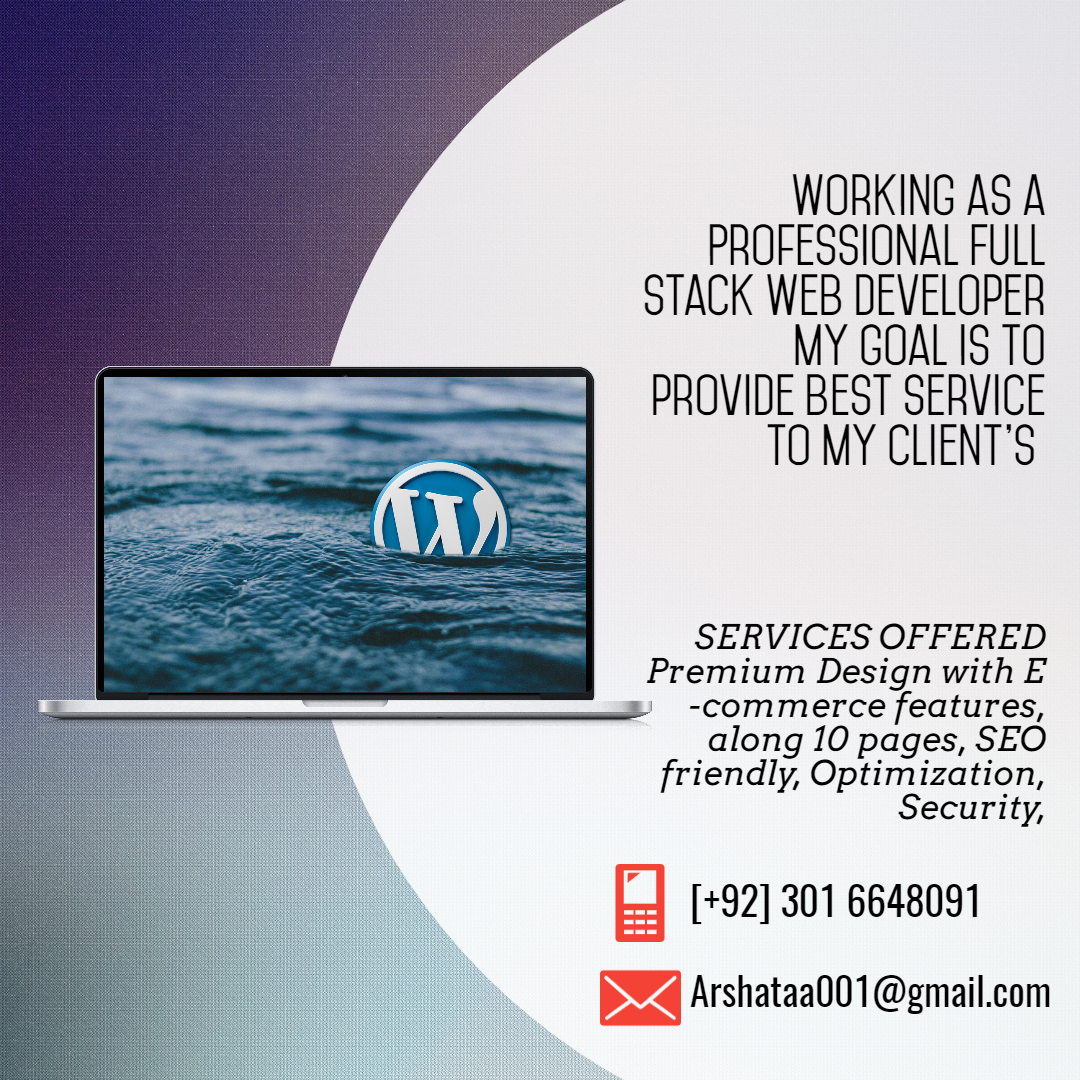 WORKING AS A
PROFESSIONAL FULL
STACK WEB DEVELOPER
MY GOAL IS TO
PROVIDE BEST SERVICE
TO MY CLIENT'S
SERVICES OFFERED
Premium Design with E
-commerce features,
along 10 pages, SEO
friendly, Optimization,
Security,
[+92] 301 6648091
Arshataa001@gmail.com